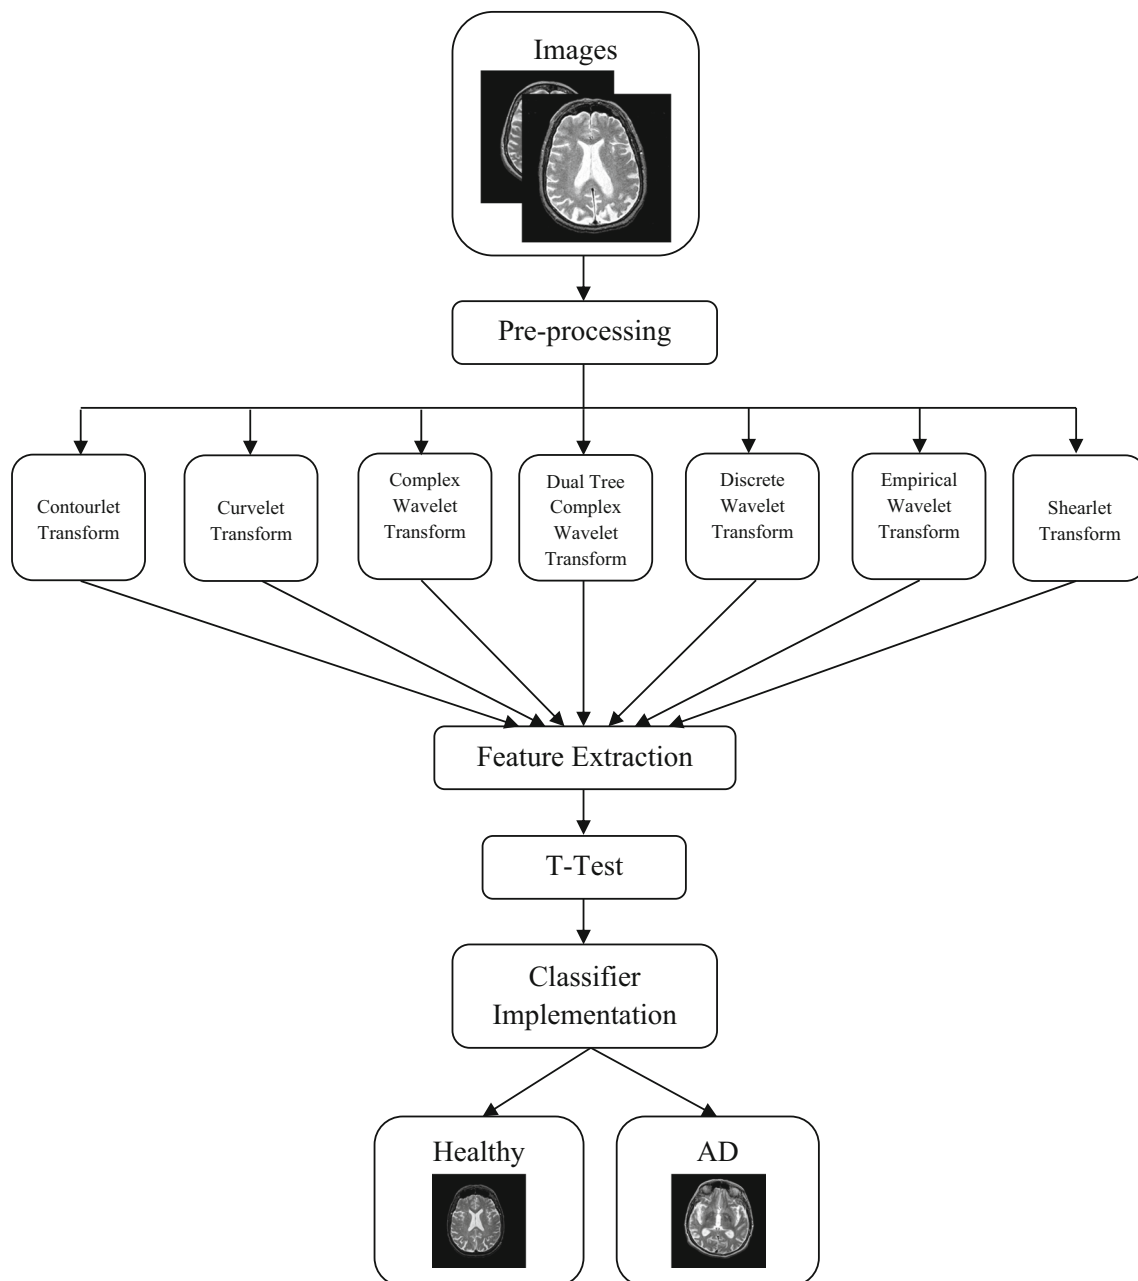 Images
Pre-processing
Contourlet
Transform
Curvelet
Transform
Complex
Wavelet
Transform
Dual Tree
Complex
Wavelet
Transform
Discrete
Wavelet
Transform
Empirical
Wavelet
Transform
Shearlet
Transform
Feature Extraction
T-Test
Classifier
Implementation
Healthy
AD